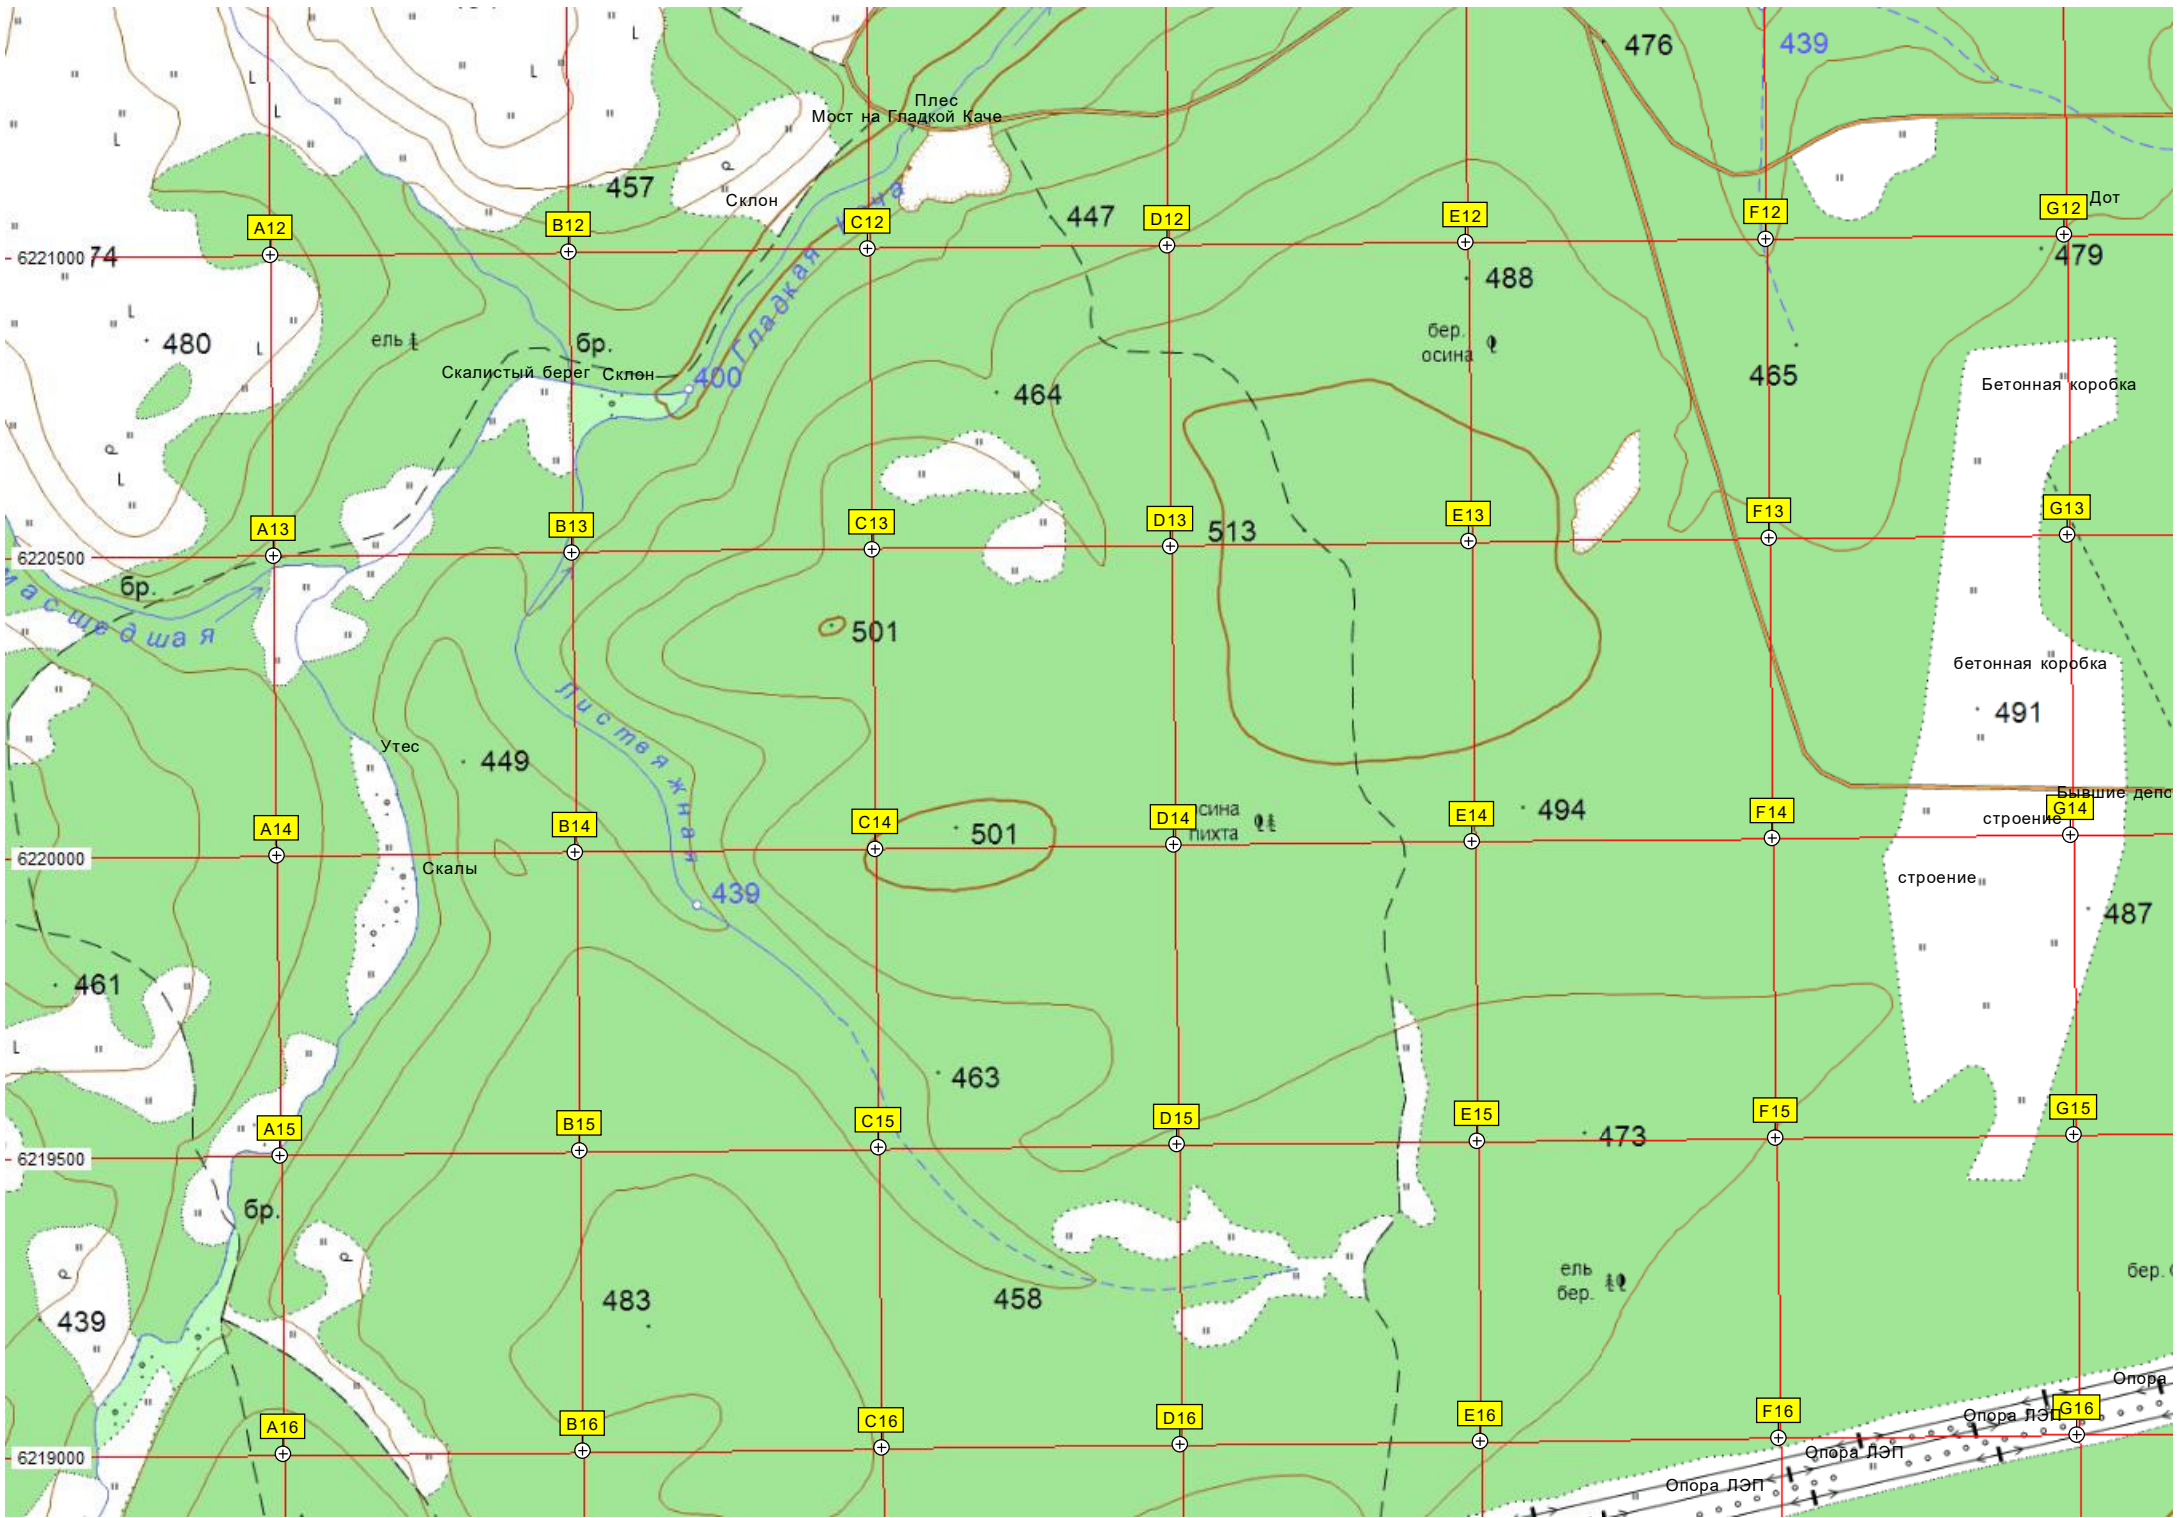 476
439
Плес
Мост на Гладкой Каче
457
Склон
447
Дот
A12
B12
C12
D12
E12
F12
G12
6221000
74
479
488
Гладкая Кача
480
ель
бр.
бер.
осина
465
Скалистый берег
Склон
400
464
Бетонная коробка
A13
B13
C13
D13
513
E13
F13
G13
6220500
бр.
501
бетонная коробка
Листвяжная
491
Утес
449
Бывшие депо
A14
B14
C14
501
D14
пихта
E14
494
F14
G14
строение
6220000
Скалы
строение
439
487
461
463
A15
B15
C15
D15
E15
473
F15
G15
6219500
бр.
ель
бер.
бер.
483
458
439
Опора
A16
B16
C16
D16
E16
F16
G16
Опора ЛЭП
6219000
Опора ЛЭП
Опора ЛЭП